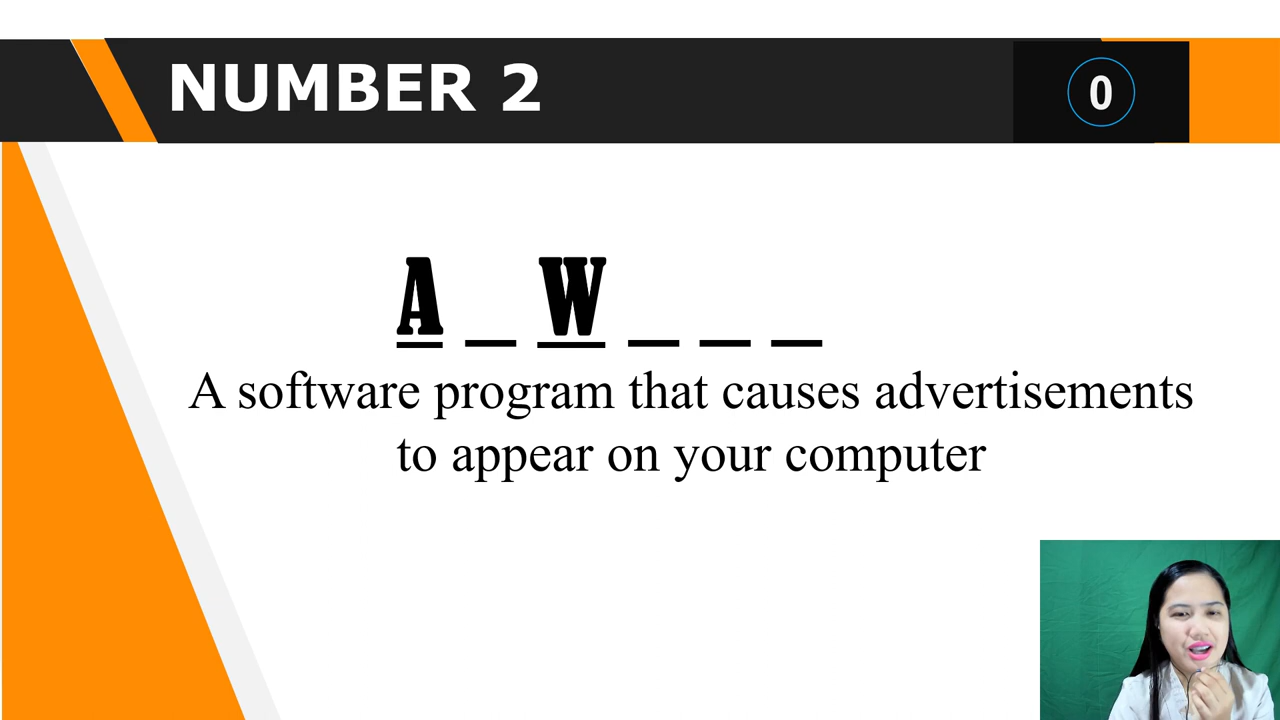 NUMBER 2
0
A _ W _ _ _
A software program that causes advertisements
to appear on your computer